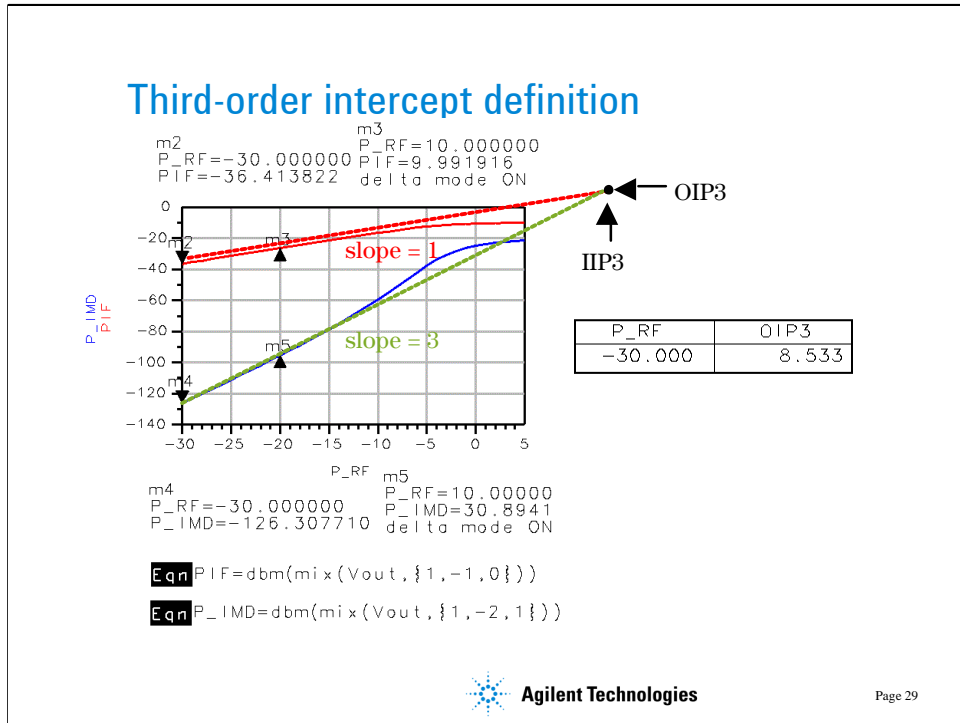 Third-order intercept definition
m2
P_RF=-30.000000
PIF=-36.413822
m3
P_RF=10.000000
PIF=9.991916
delta mode ON
OIP3
IIP3
0
-20
-40
-60
-80
-100
-120
-140
P_IMD
PIF
m2
m3
m4
m5
slope = 1
slope = 3
-30 -25 -20 -15 -10 -5 0 5
P_RF
P_RF OIP3
-30.000 8.533
m4
P_RF=-30.000000
P_IMD=-126.307710
m5
P_RF=10.00000
P_IMD=30.8941
delta mode ON
Eqn PIF=dbm(mix(Vout,{1,-1,0}))
Eqn P_IMD=dbm(mix(Vout,{1,-2,1}))
Agilent Technologies
Page 29